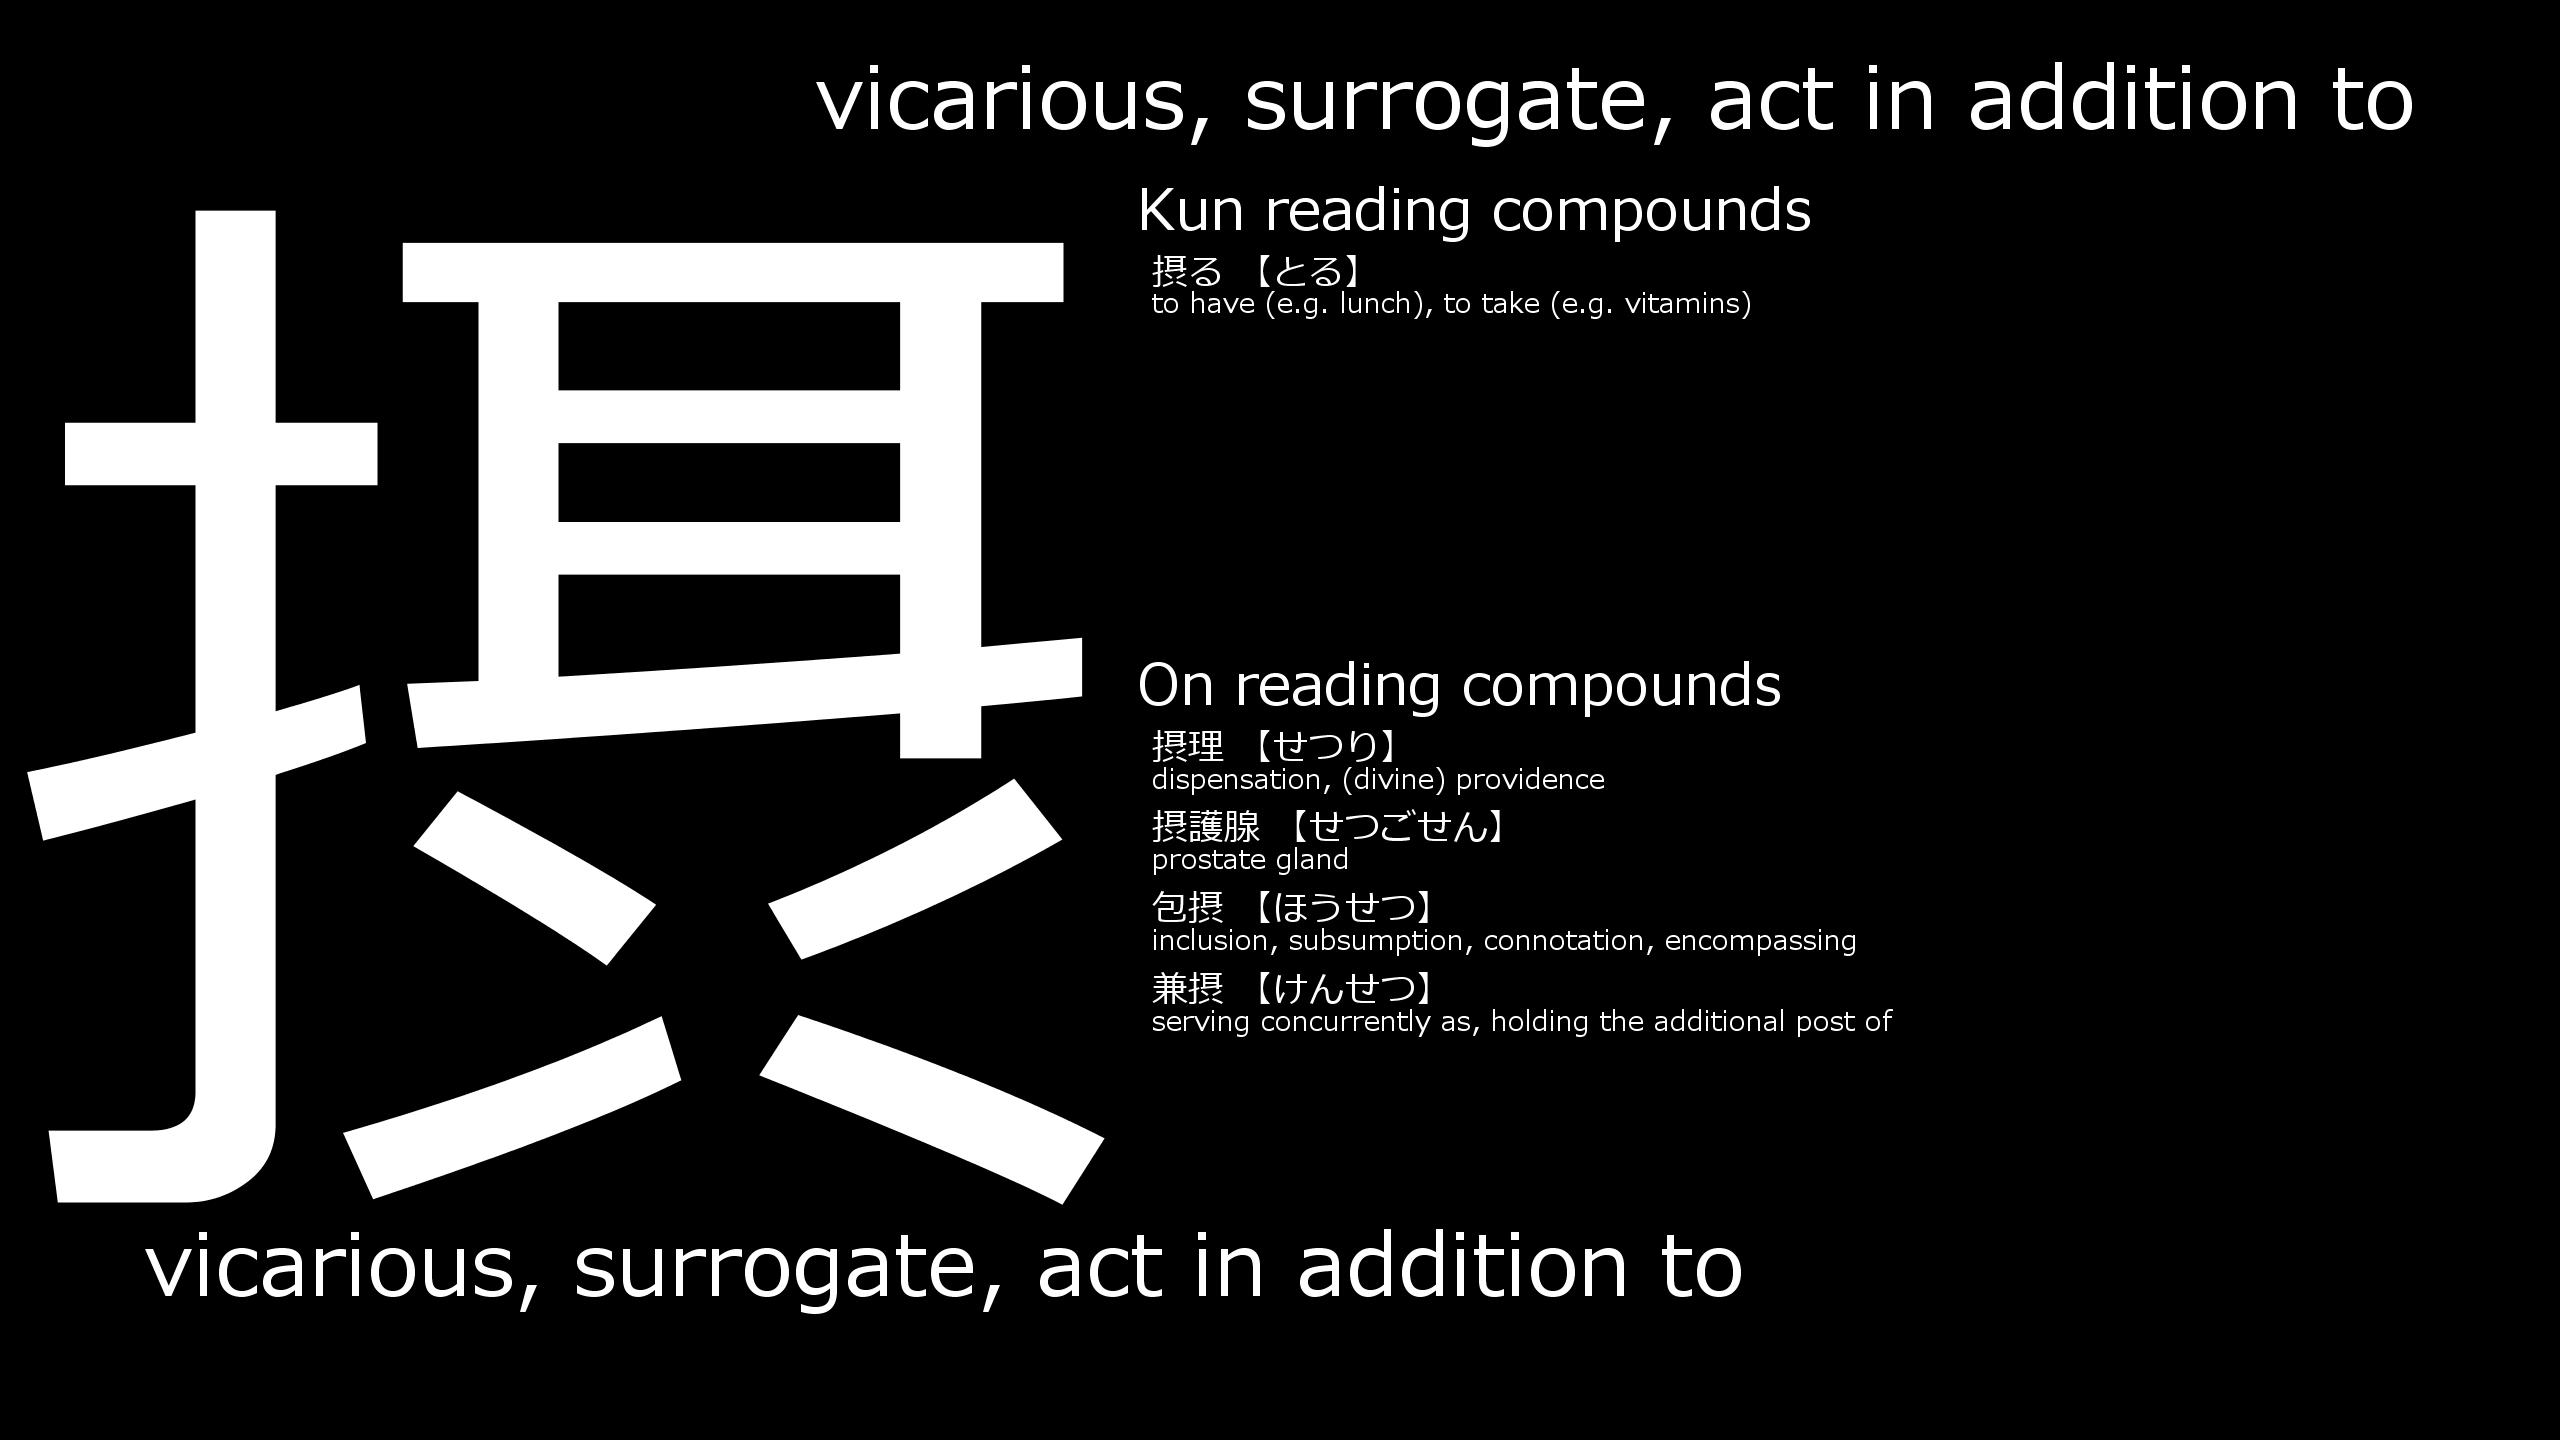 vicarious, surrogate, act in addition to
摂
Kun reading compounds
摂る 【とる】
to have (e.g. lunch), to take (e.g. vitamins)
On reading compounds
摂理 【せつり】
dispensation, (divine) providence
摂護腺 【せつごせん】
prostate gland
包摂 【ほうせつ】
inclusion, subsumption, connotation, encompassing
兼摂 【けんせつ】
serving concurrently as, holding the additional post of
vicarious, surrogate, act in addition to